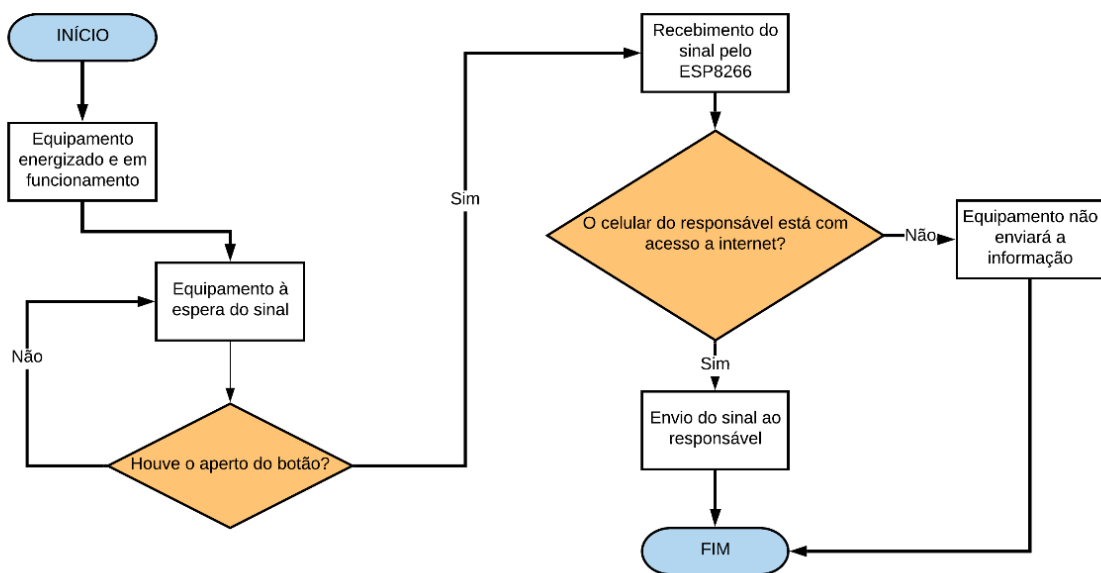 INÍCIO
Equipamento
energizado e em
funcionamento
Equipamento à
espera do sinal
Não
Houve o aperto do botão?
Sim
Recebimento do
sinal pelo
ESP8266
O celular do responsável está com
acesso a internet?
Não
Equipamento não
enviará a
informação
Sim
Envio do sinal ao
responsável
FIM